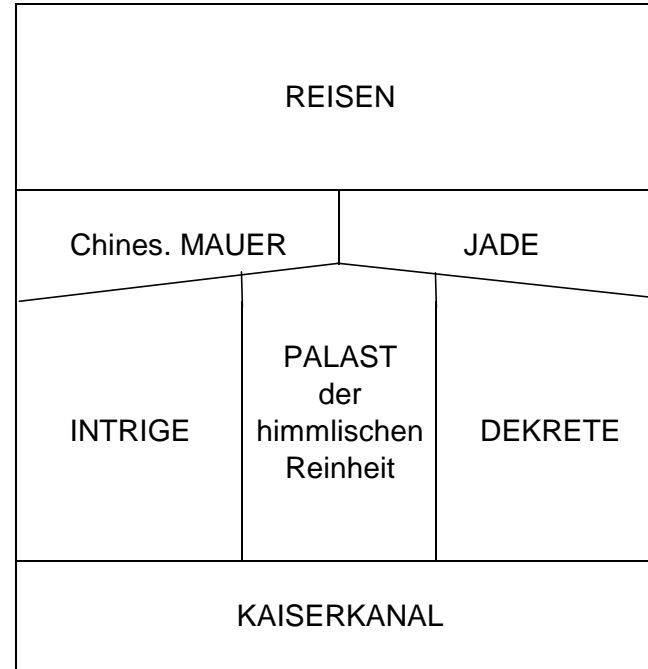 REISEN
Chines. MAUER
JADE
INTRIGE
PALAST
der
himmlischen
Reinheit
DEKRETE
KAISERKANAL